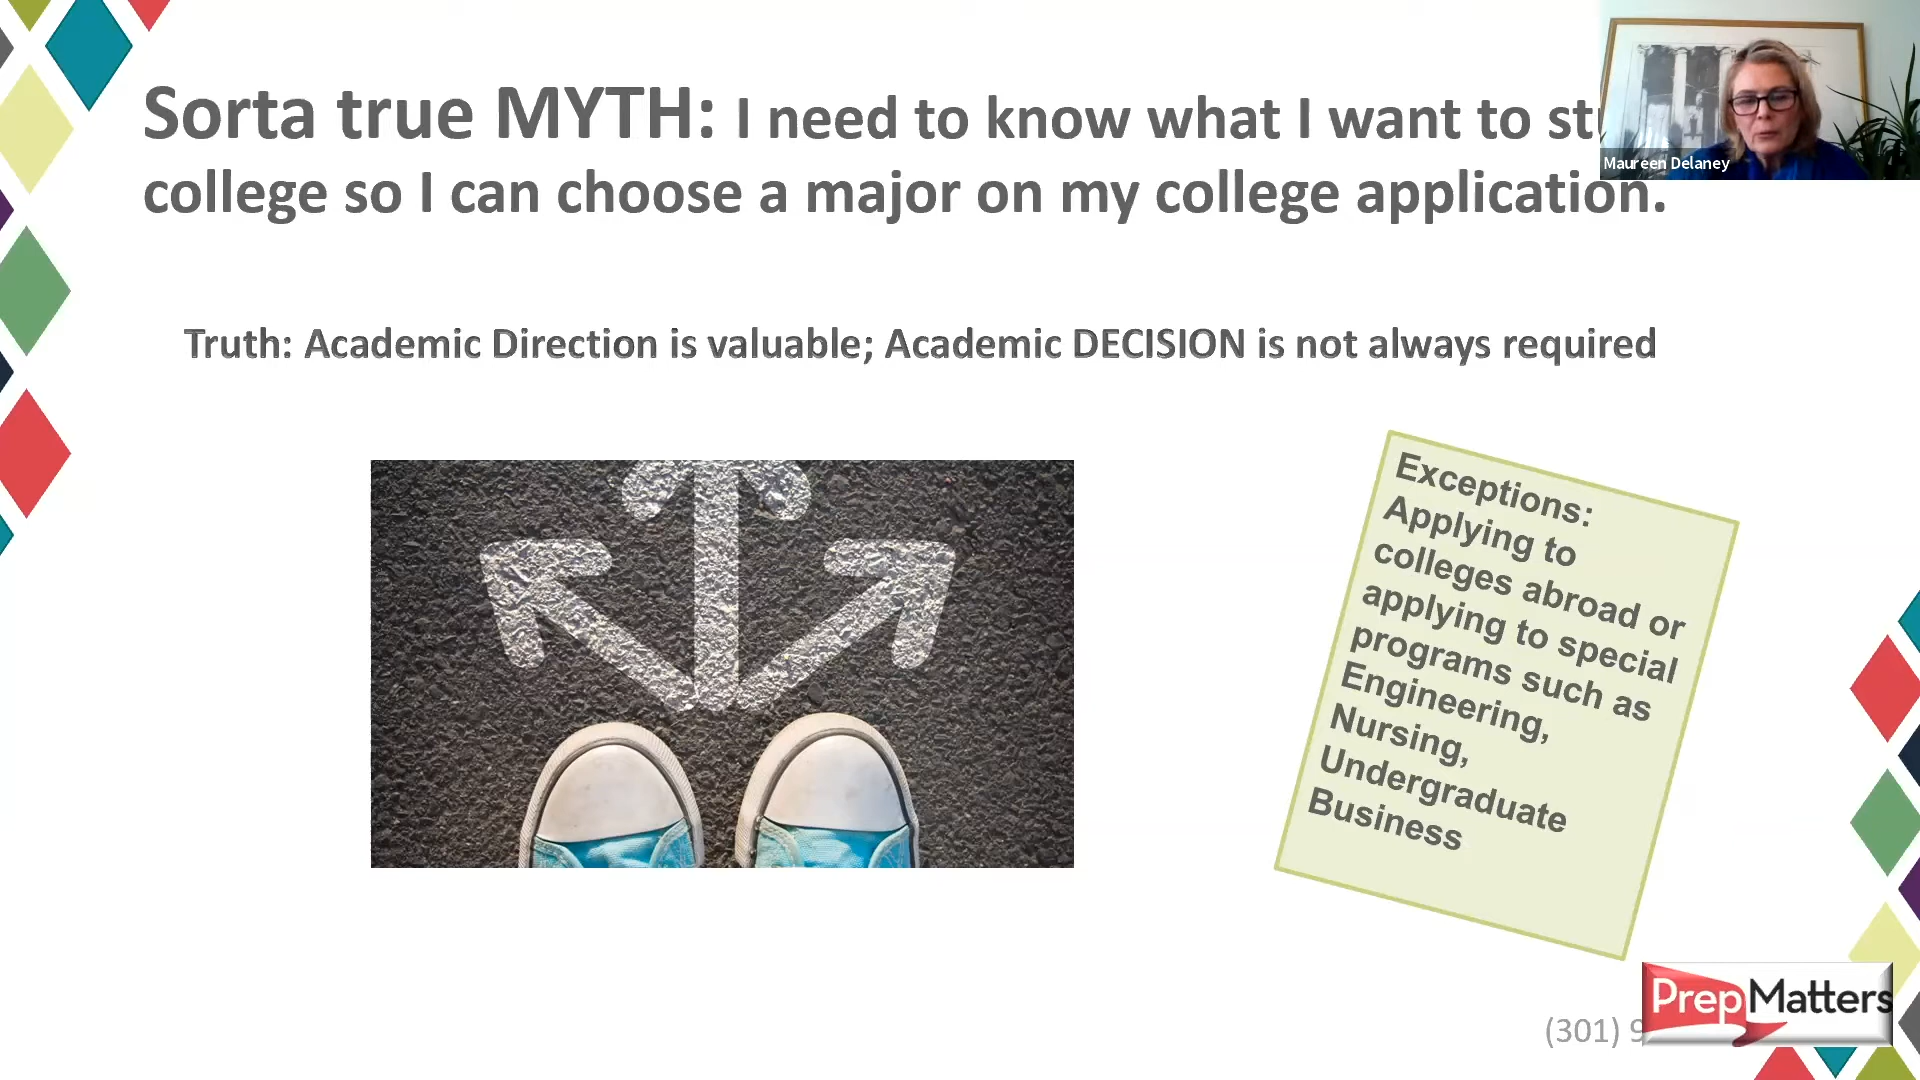 Sorta true MYTH: I need to know what I want to
college so I can choose a major on my college application.
Maureen Delaney
Truth: Academic Direction is valuable; Academic DECISION is not always required
Exceptions:
Applying to
colleges abroad or
applying to special
programs such as
Engineering,
Nursing,
Undergraduate
Business
(301) 9
PrepMatters